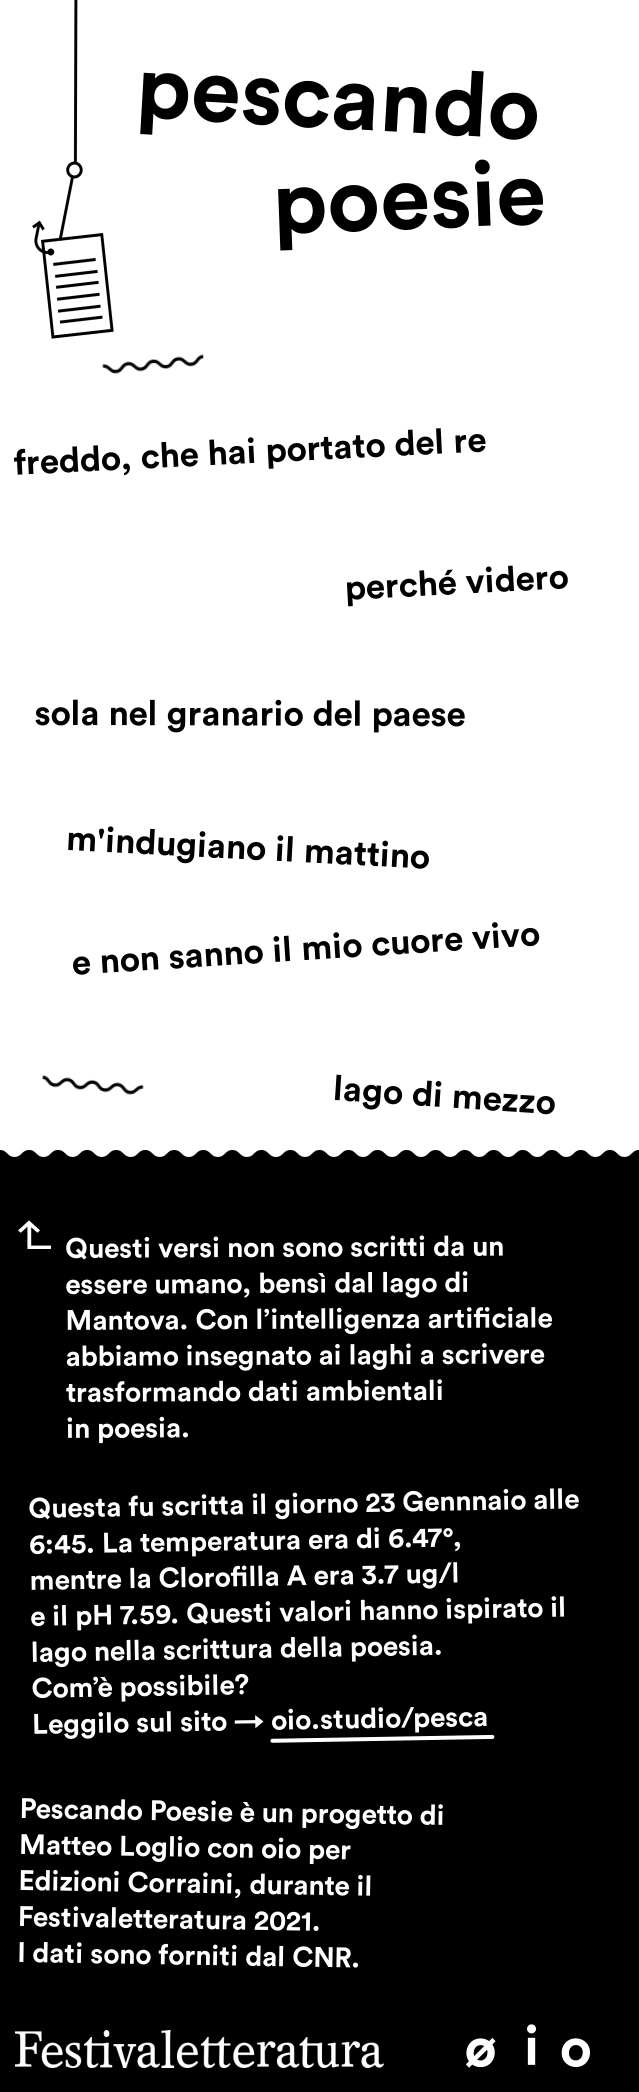 pescando
poesie
freddo, che hai portato del re
perché videro
sola nel granario del paese
m'indugiano il mattino
e non sanno il mio cuore vivo
lago di mezzo
Questi versi non sono scritti da un
essere umano, bensì dal lago di
Mantova. Con l’intelligenza artificiale
abbiamo insegnato ai laghi a scrivere
trasformando dati ambientali
in poesia.
Questa fu scritta il giorno 23 Gennnaio alle
6:45. La temperatura era di 6.47°,
mentre la Clorofilla A era 3.7 ug/l
e il pH 7.59. Questi valori hanno ispirato il
lago nella scrittura della poesia.
Com’è possibile?
Leggilo sul sito → oio.studio/pesca
Pescando Poesie è un progetto di
Matteo Loglio con oio per
Edizioni Corraini, durante il
Festivaletteratura 2021.
I dati sono forniti dal CNR.
Festivaletteratura ø i o